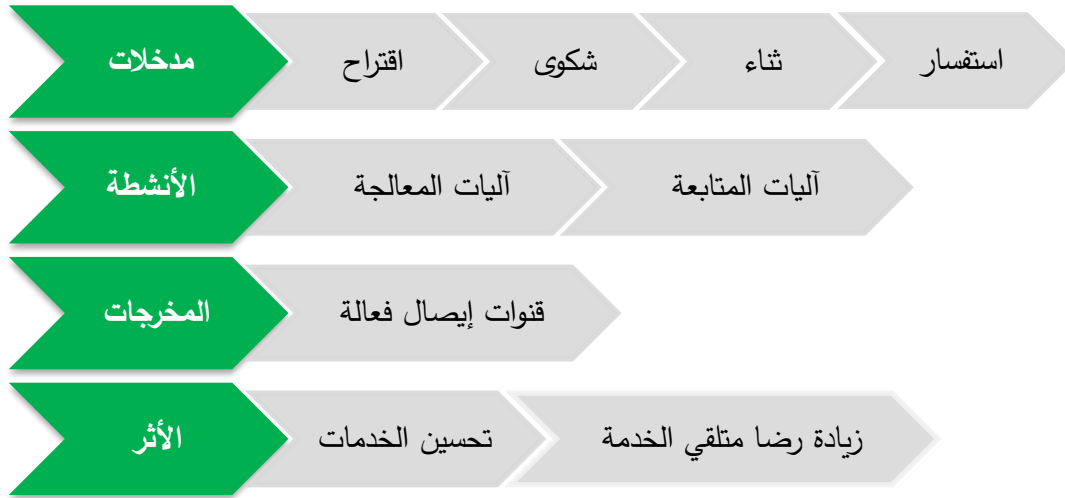 مدخلات اقتراح شكوى ثناء استفسار
الأنشطة آليات المعالجة آليات المتابعة
المخرجات قنوات إيصال فعالة
الأثر تحسين الخدمات زيادة رضا متلقي الخدمة